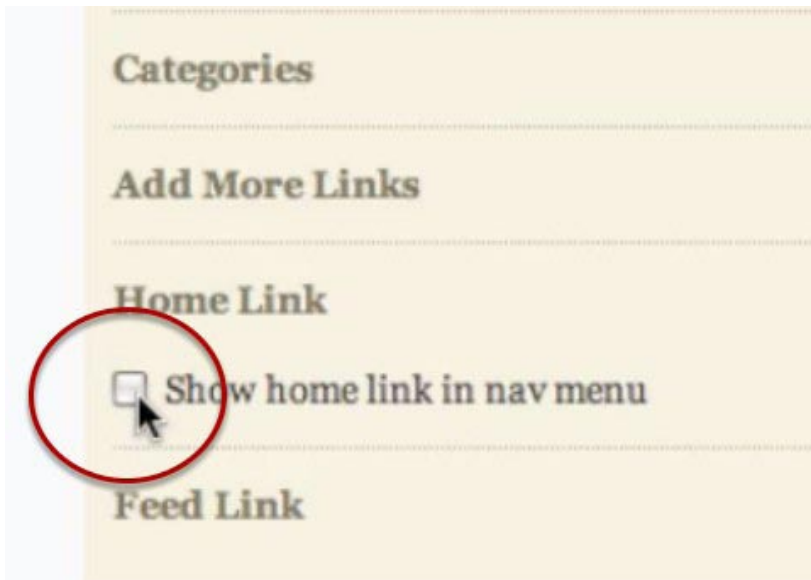 Categories
Add More Links
Home Link
Show home link in nav menu
Feed Link